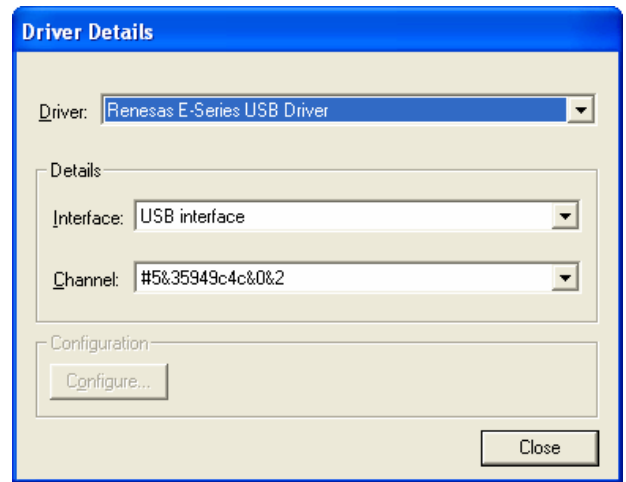 Driver Details
Driver: Renesas E-Series USB Driver
Details
Interface: USB interface
Channel: #5&35949c4c&0&2
Configuration
Configure...
Close